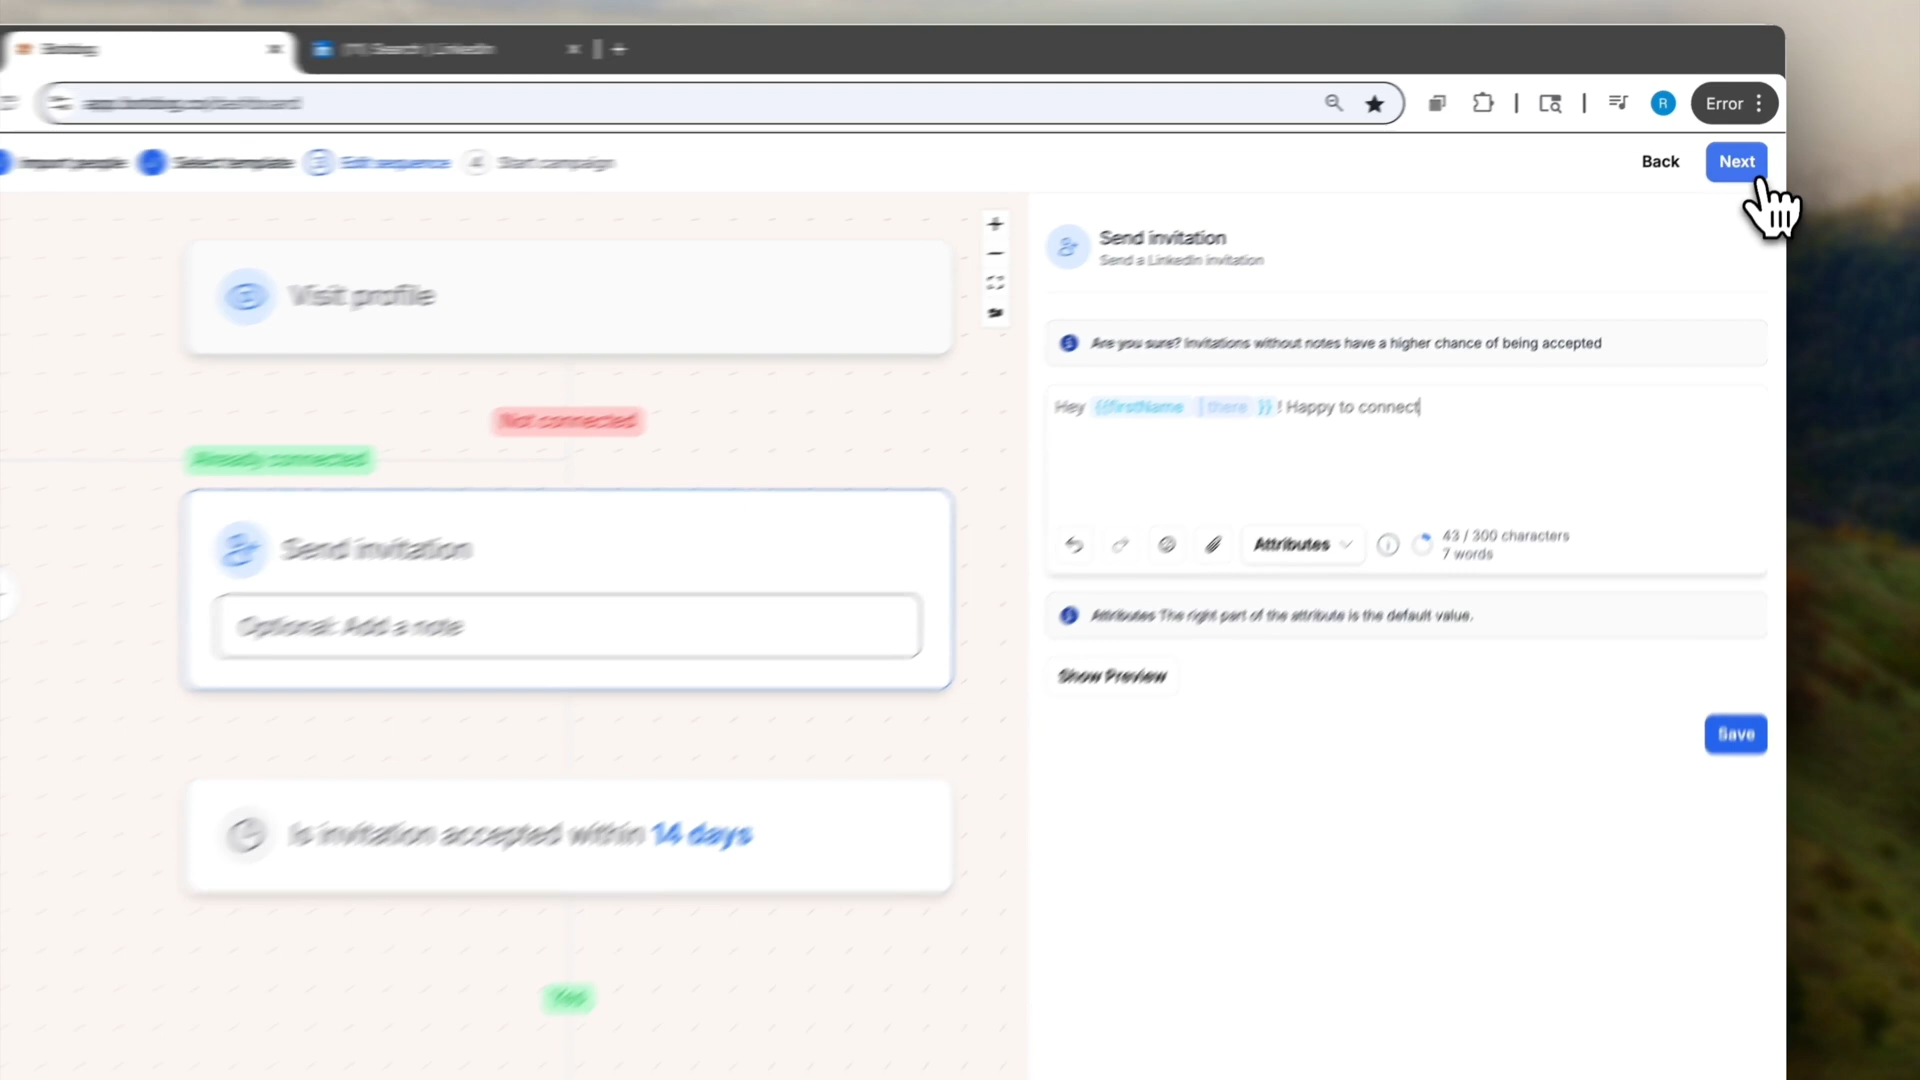 Search | LinkedIn
Error
Import people
Select template
Edit sequence
4 Start campaign
Back
Next
Visit profile
Not connected
Already connected
Send invitation
Optional: Add a note
Is invitation accepted within 14 days
Yes
Send invitation
Send a LinkedIn invitation
Are you sure? Invitations without notes have a higher chance of being accepted
Hey {{firstName | there }} ! Happy to connect
Attributes
43 / 300 characters
7 words
Attributes The right part of the attribute is the default value.
Show Preview
Save
R